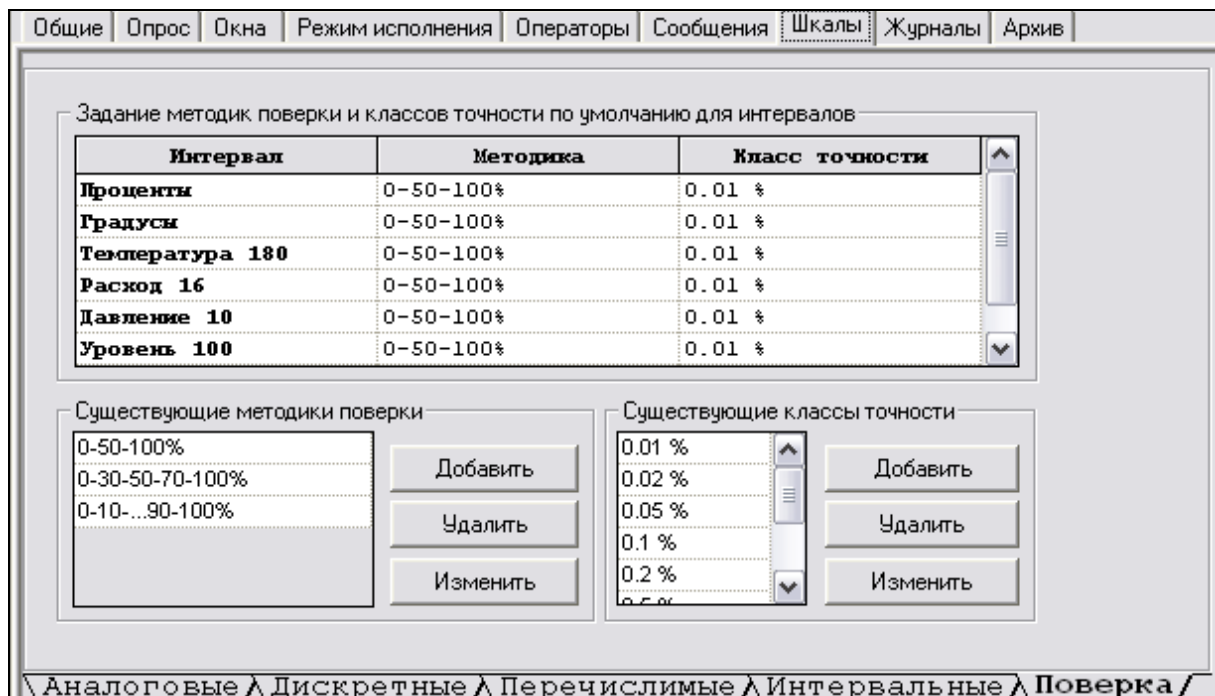 Общие Опрос Окна Режим исполнения Операторы Сообщения Шкалы Журналы Архив
Задание методик поверки и классов точности по умолчанию для интервалов
Интервал Методика Класс точности
Проценты 0-50-100% 0.01 %
Градусы 0-50-100% 0.01 %
Температура 180 0-50-100% 0.01 %
Расход 16 0-50-100% 0.01 %
Давление 10 0-50-100% 0.01 %
Уровень 100 0-50-100% 0.01 %
Существующие методики поверки
0-50-100%
0-30-50-70-100%
0-10-...90-100%
Добавить
Удалить
Изменить
Существующие классы точности
0.01 %
0.02 %
0.05 %
0.1 %
0.2 %
Добавить
Удалить
Изменить
Аналоговые Дискретные Перечислимые Интервальные Поверка